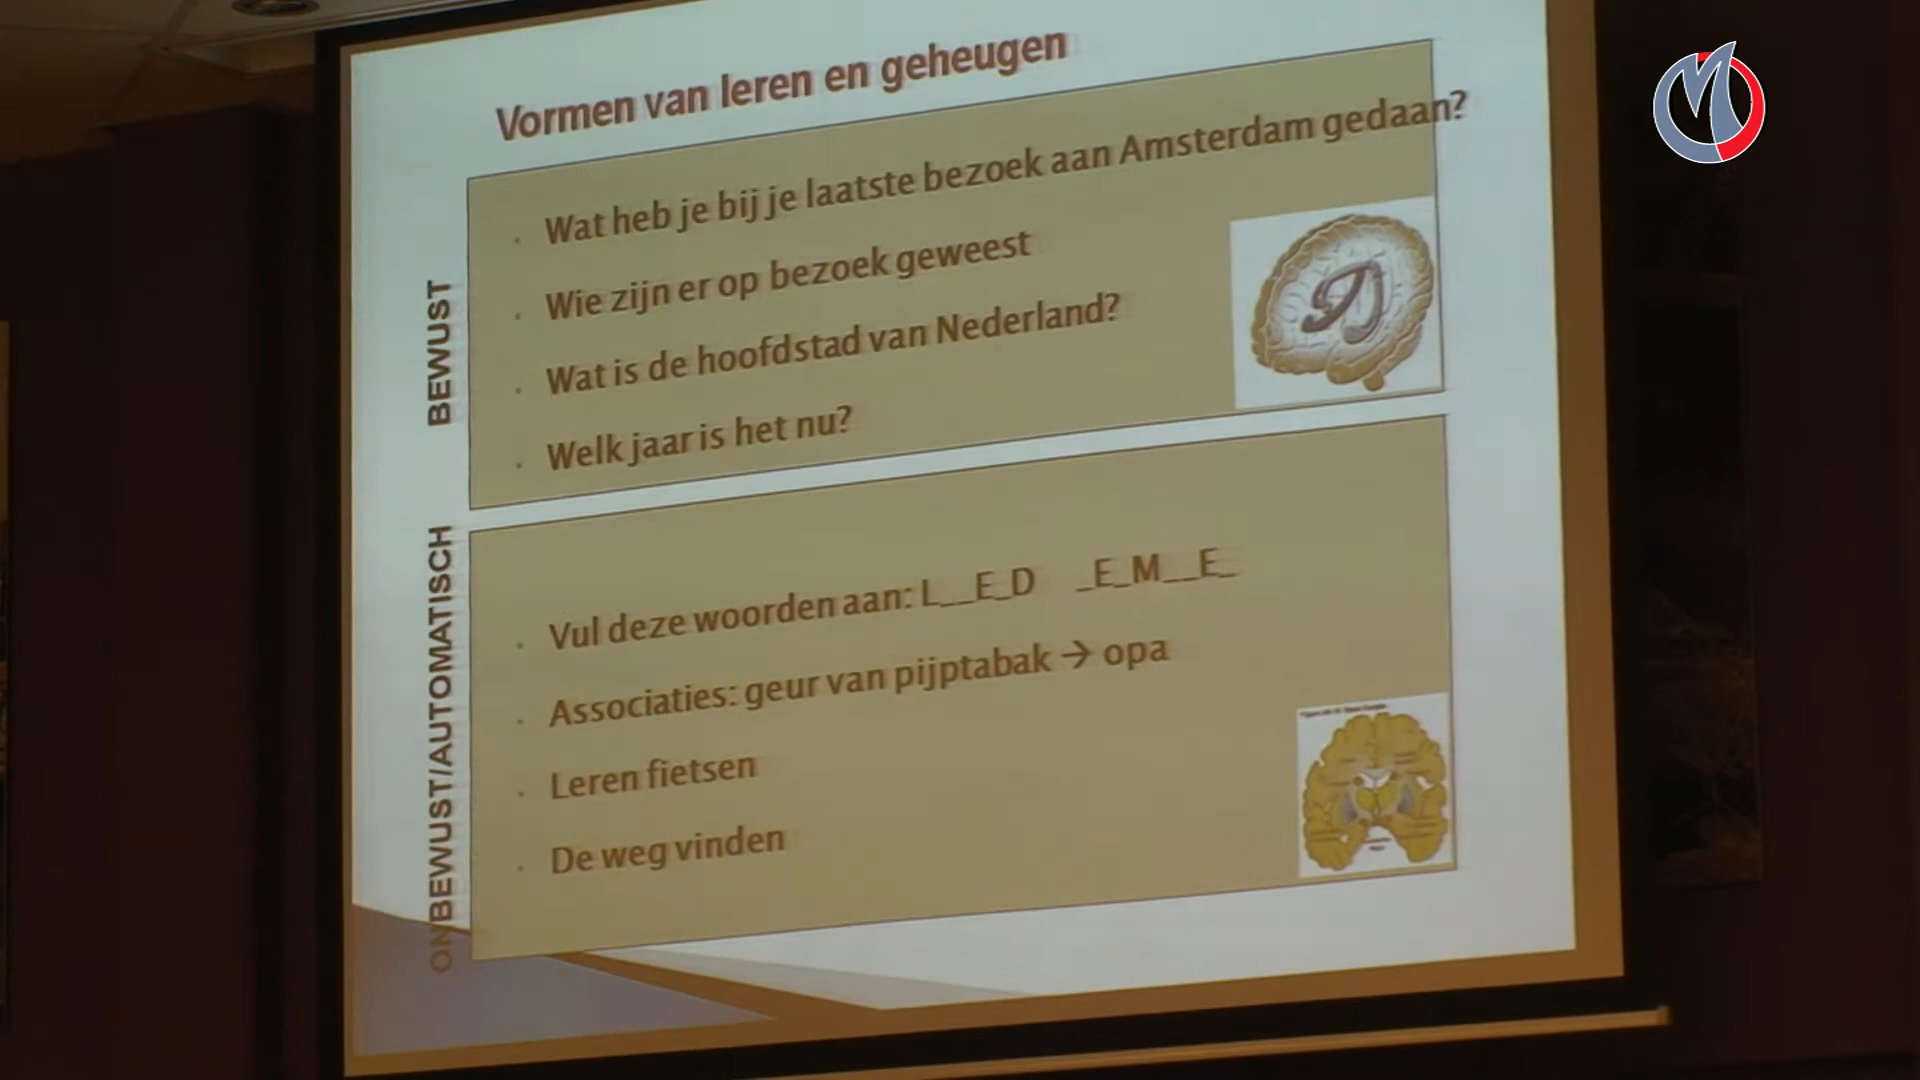 Vormen van leren en geheugen
BEWUST
Wat heb je bij je laatste bezoek aan Amsterdam gedaan?
Wie zijn er op bezoek geweest
Wat is de hoofdstad van Nederland?
Welk jaar is het nu?
ONBEWUST/AUTOMATISCH
Vul deze woorden aan: L__E_D _E_M__E_
Associaties: geur van pijptabak → opa
Leren fietsen
De weg vinden